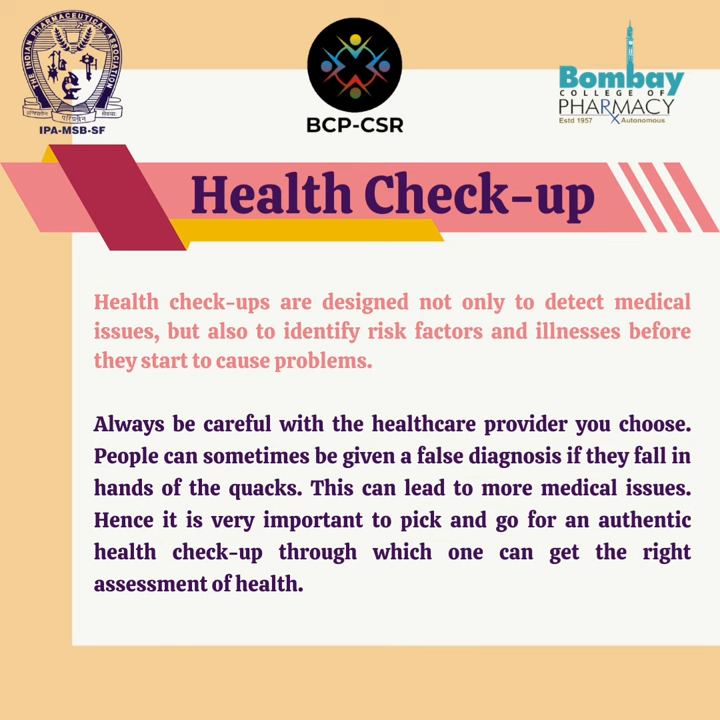 THE INDIAN PHARMACEUTICAL ASSOCIATION
IPA-MSB-SF
BCP-CSR
Bombay
COLLEGE OF
PHARMACY
Estd 1957 Autonomous
Health Check-up
Health check-ups are designed not only to detect medical
issues, but also to identify risk factors and illnesses before
they start to cause problems.
Always be careful with the healthcare provider you choose.
People can sometimes be given a false diagnosis if they fall in
hands of the quacks. This can lead to more medical issues.
Hence it is very important to pick and go for an authentic
health check-up through which one can get the right
assessment of health.